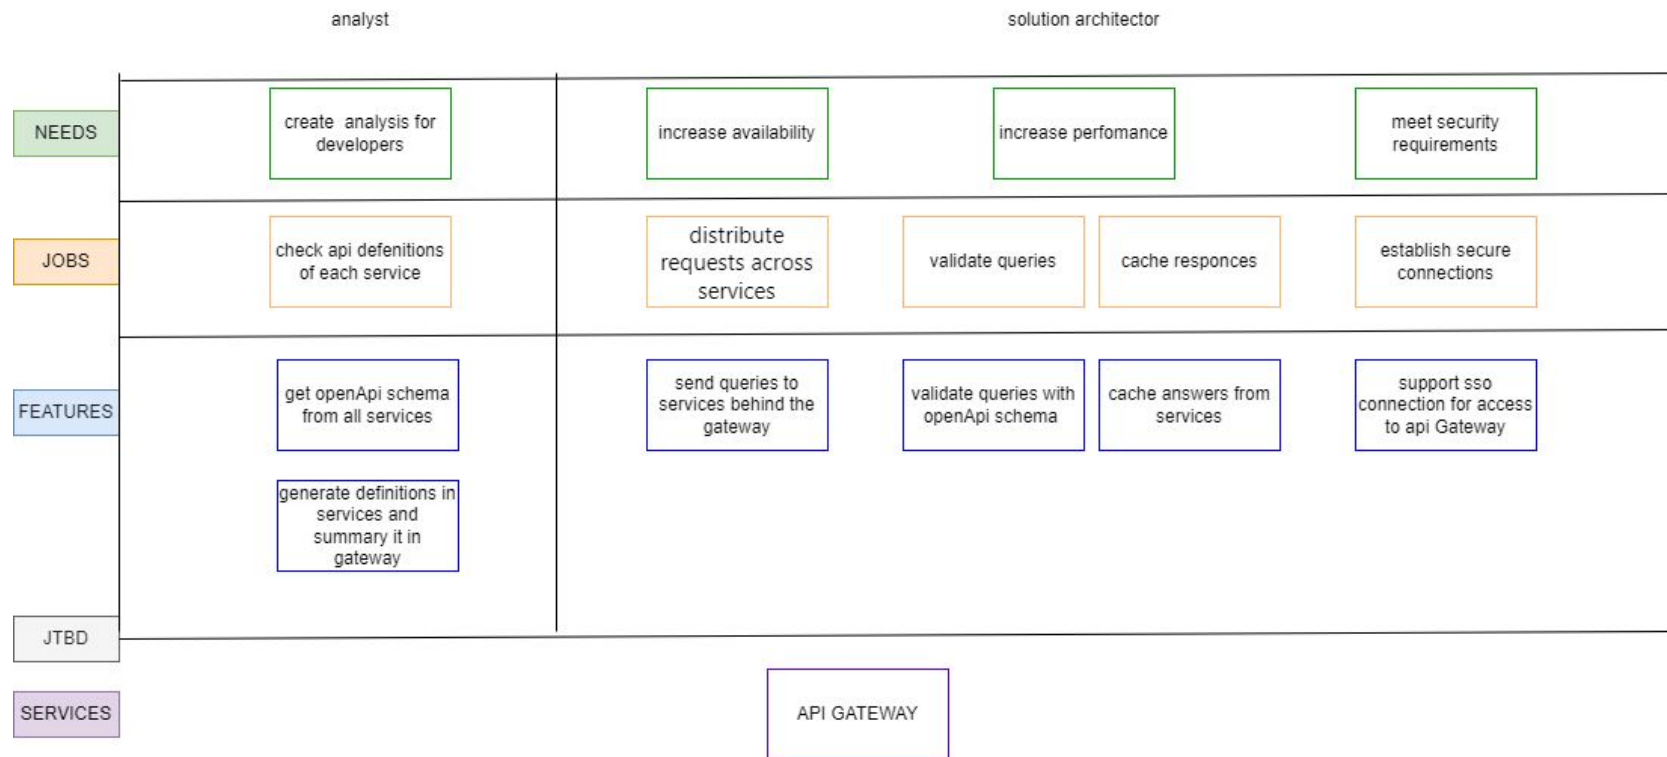 analyst
solution architector
NEEDS
create analysis for
developers
increase availability
increase perfomance
meet security
requirements
JOBS
check api defenitions
of each service
distribute
requests across
services
validate queries
cache responces
establish secure
connections
FEATURES
get openApi schema
from all services
send queries to
services behind the
gateway
validate queries with
openApi schema
cache answers from
services
support sso
connection for access
to api Gateway
generate definitions in
services and
summary it in
gateway
JTBD
SERVICES
API GATEWAY